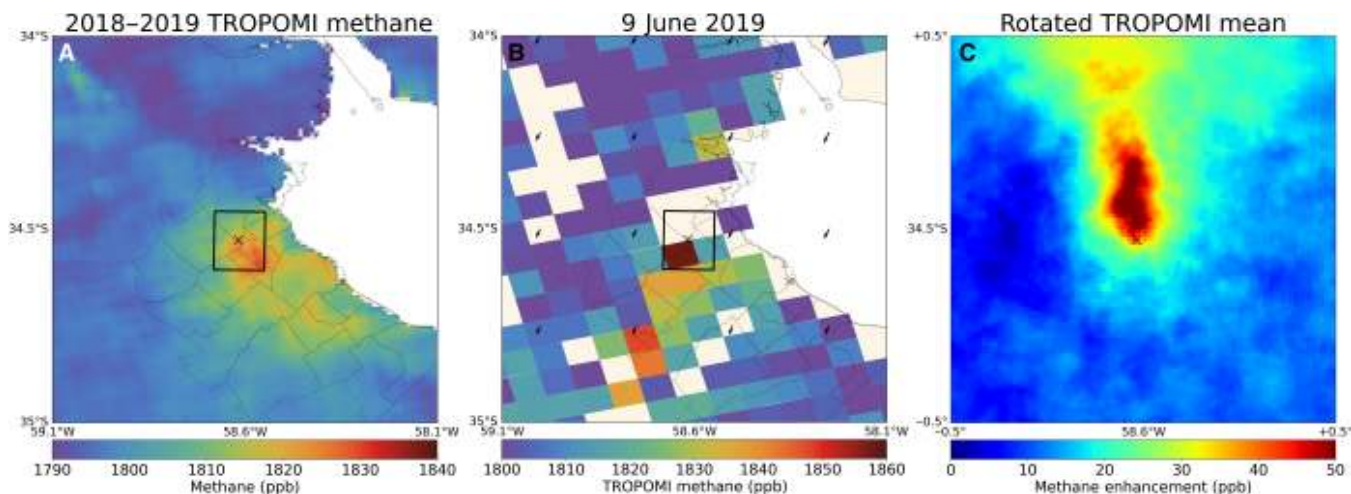 2018–2019 TROPOMI methane
9 June 2019
Rotated TROPOMI mean
34°S
A
34.5°S
35°S
59.1°W
58.6°W
58.1°W
1790
1800
1810
1820
1830
1840
Methane (ppb)
34°S
B
34.5°S
35°S
59.1°W
58.6°W
58.1°W
1800
1810
1820
1830
1840
1850
1860
TROPOMI methane (ppb)
+0.5°
C
34.5°S
−0.5°
−0.5°
58.6°W
+0.5°
0
10
20
30
40
50
Methane enhancement (ppb)